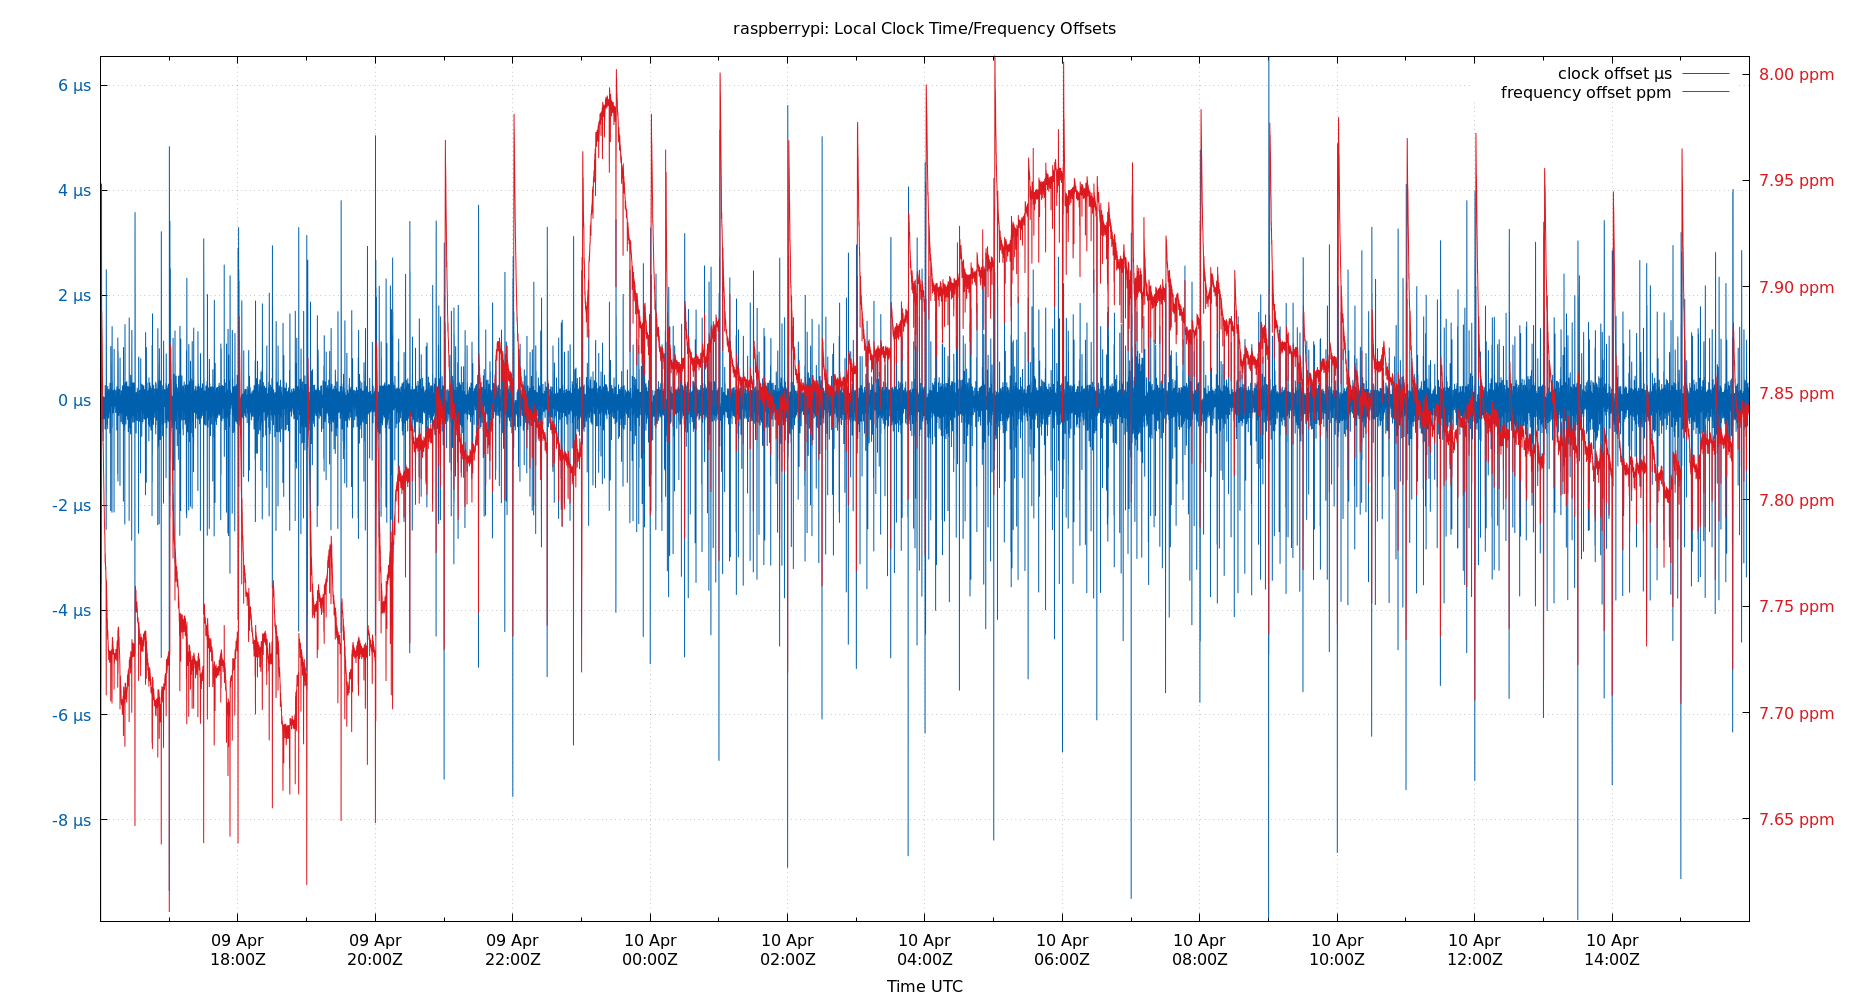 raspberrypi: Local Clock Time/Frequency Offsets
clock offset µs
frequency offset ppm
6 µs
4 µs
2 µs
0 µs
-2 µs
-4 µs
-6 µs
-8 µs
8.00 ppm
7.95 ppm
7.90 ppm
7.85 ppm
7.80 ppm
7.75 ppm
7.70 ppm
7.65 ppm
09 Apr
18:00Z
09 Apr
20:00Z
09 Apr
22:00Z
10 Apr
00:00Z
10 Apr
02:00Z
10 Apr
04:00Z
10 Apr
06:00Z
10 Apr
08:00Z
10 Apr
10:00Z
10 Apr
12:00Z
10 Apr
14:00Z
Time UTC